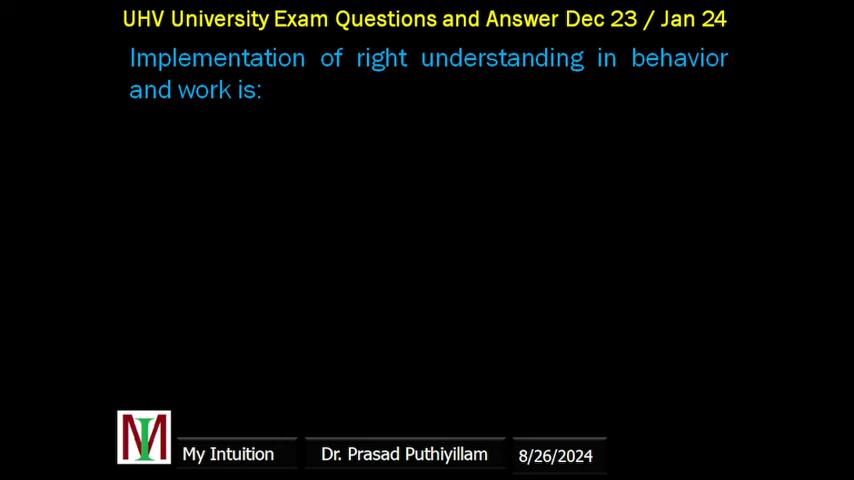 UHV University Exam Questions and Answer Dec 23 / Jan 24
Implementation of right understanding in behavior
and work is:
MI
My Intuition
Dr. Prasad Puthiyillam
8/26/2024